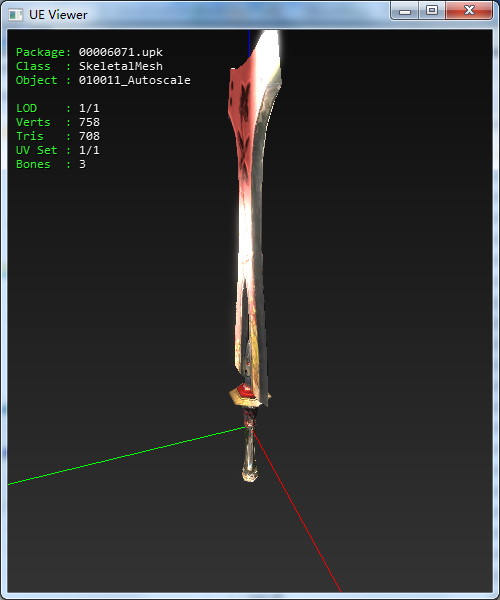 UE Viewer
Package: 00006071.upk
Class  : SkeletalMesh
Object : 010011_Autoscale
LOD    : 1/1
Verts  : 758
Tris   : 708
UV Set : 1/1
Bones  : 3